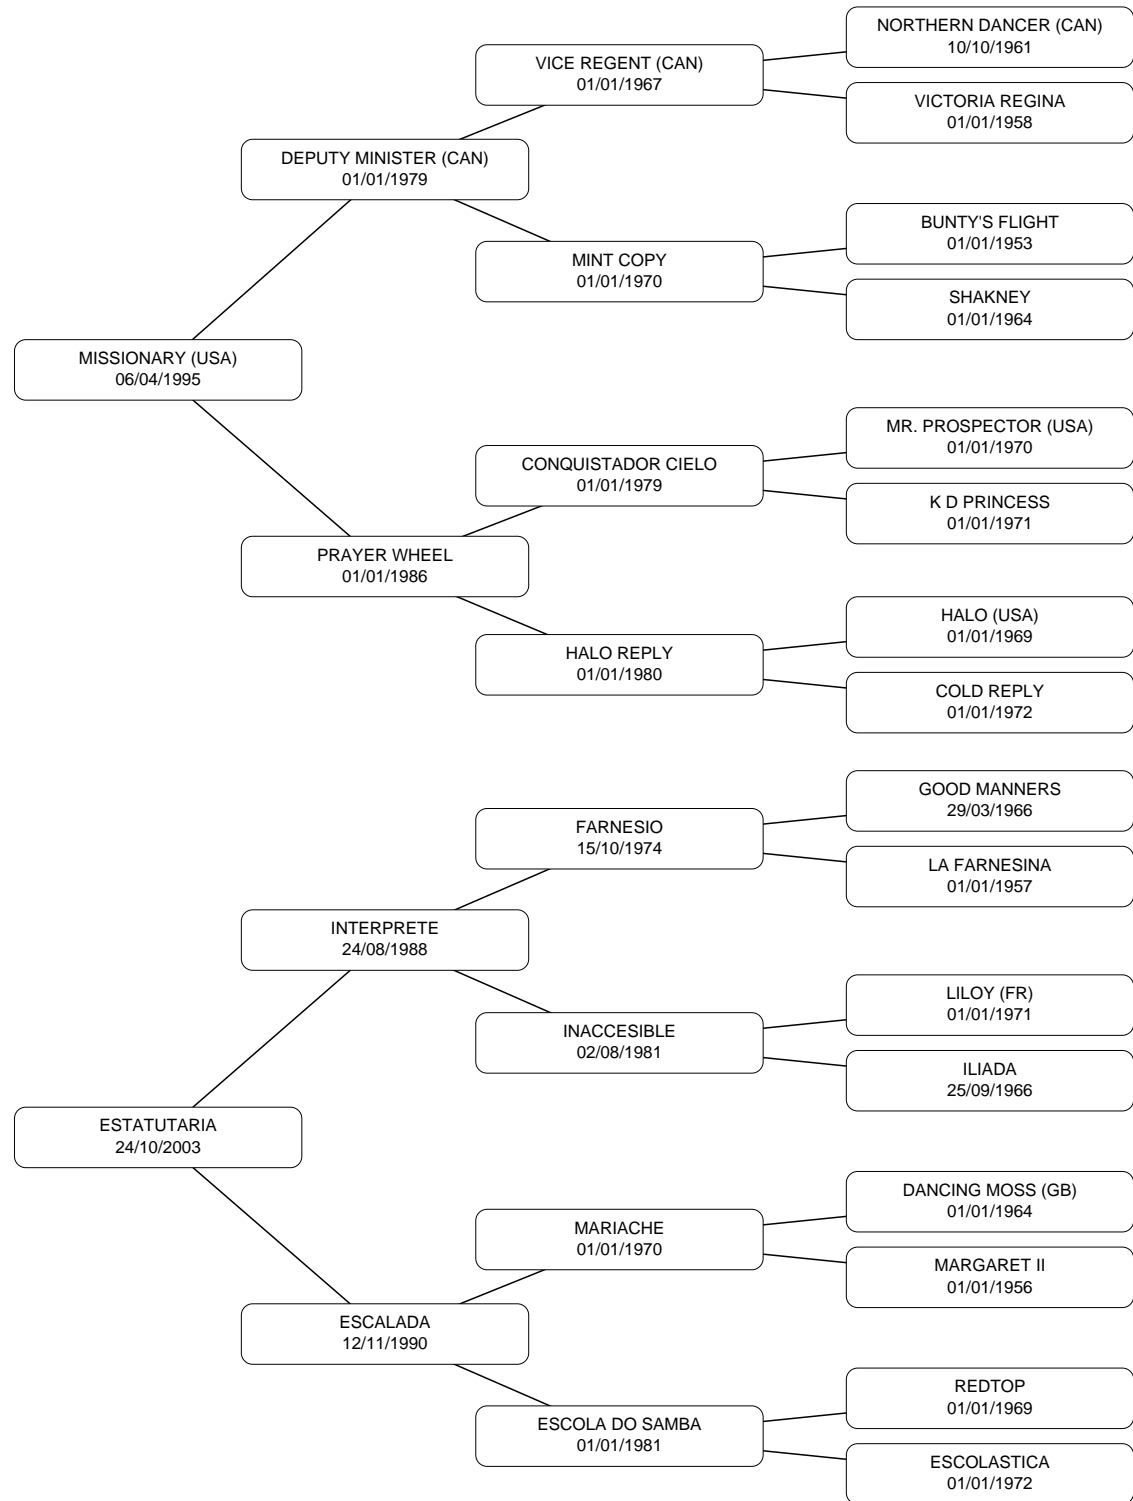 NORTHERN DANCER (CAN)
10/10/1961
VICE REGENT (CAN)
01/01/1967
VICTORIA REGINA
01/01/1958
DEPUTY MINISTER (CAN)
01/01/1979
BUNTY'S FLIGHT
01/01/1953
MINT COPY
01/01/1970
SHAKNEY
01/01/1964
MISSIONARY (USA)
06/04/1995
MR. PROSPECTOR (USA)
01/01/1970
CONQUISTADOR CIELO
01/01/1979
K D PRINCESS
01/01/1971
PRAYER WHEEL
01/01/1986
HALO (USA)
01/01/1969
HALO REPLY
01/01/1980
COLD REPLY
01/01/1972
GOOD MANNERS
29/03/1966
FARNESIO
15/10/1974
LA FARNESINA
01/01/1957
INTERPRETE
24/08/1988
LILOY (FR)
01/01/1971
INACCESIBLE
02/08/1981
ILIADA
25/09/1966
ESTATUTARIA
24/10/2003
DANCING MOSS (GB)
01/01/1964
MARIACHE
01/01/1970
MARGARET II
01/01/1956
ESCALADA
12/11/1990
REDTOP
01/01/1969
ESCOLA DO SAMBA
01/01/1981
ESCOLASTICA
01/01/1972